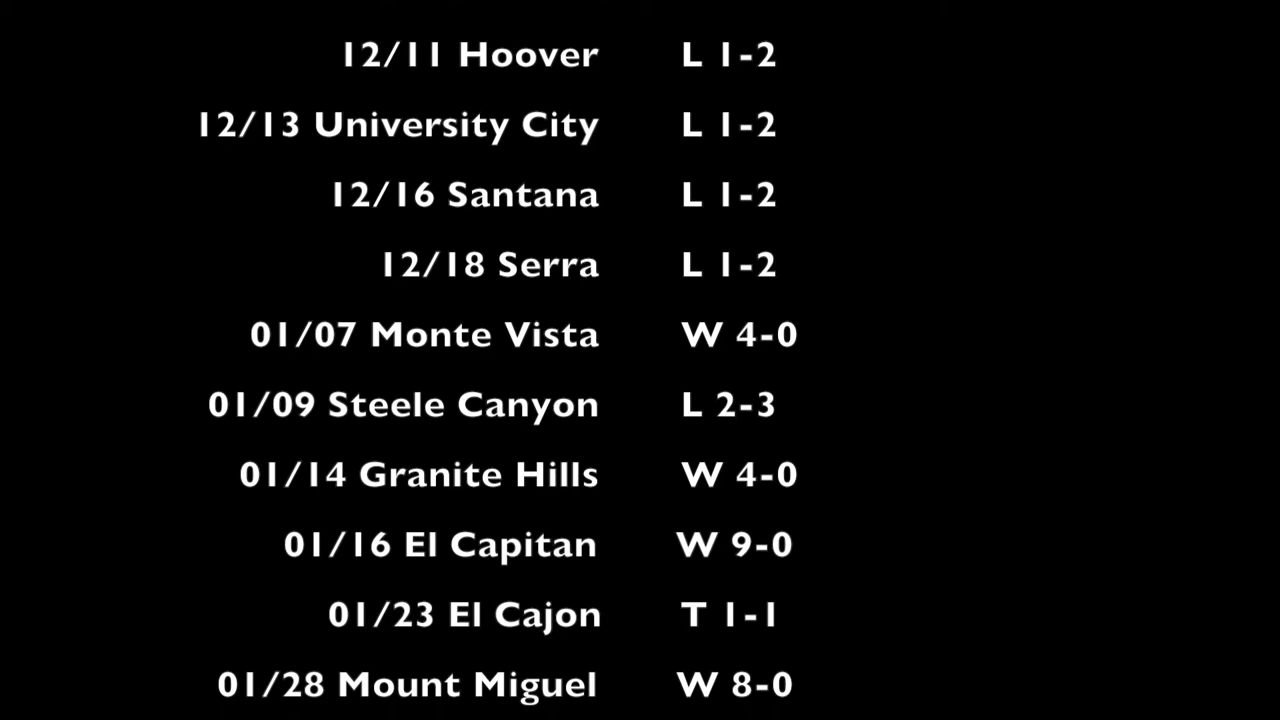 12/11 Hoover L 1-2
12/13 University City L 1-2
12/16 Santana L 1-2
12/18 Serra L 1-2
01/07 Monte Vista W 4-0
01/09 Steele Canyon L 2-3
01/14 Granite Hills W 4-0
01/16 El Capitan W 9-0
01/23 El Cajon T 1-1
01/28 Mount Miguel W 8-0